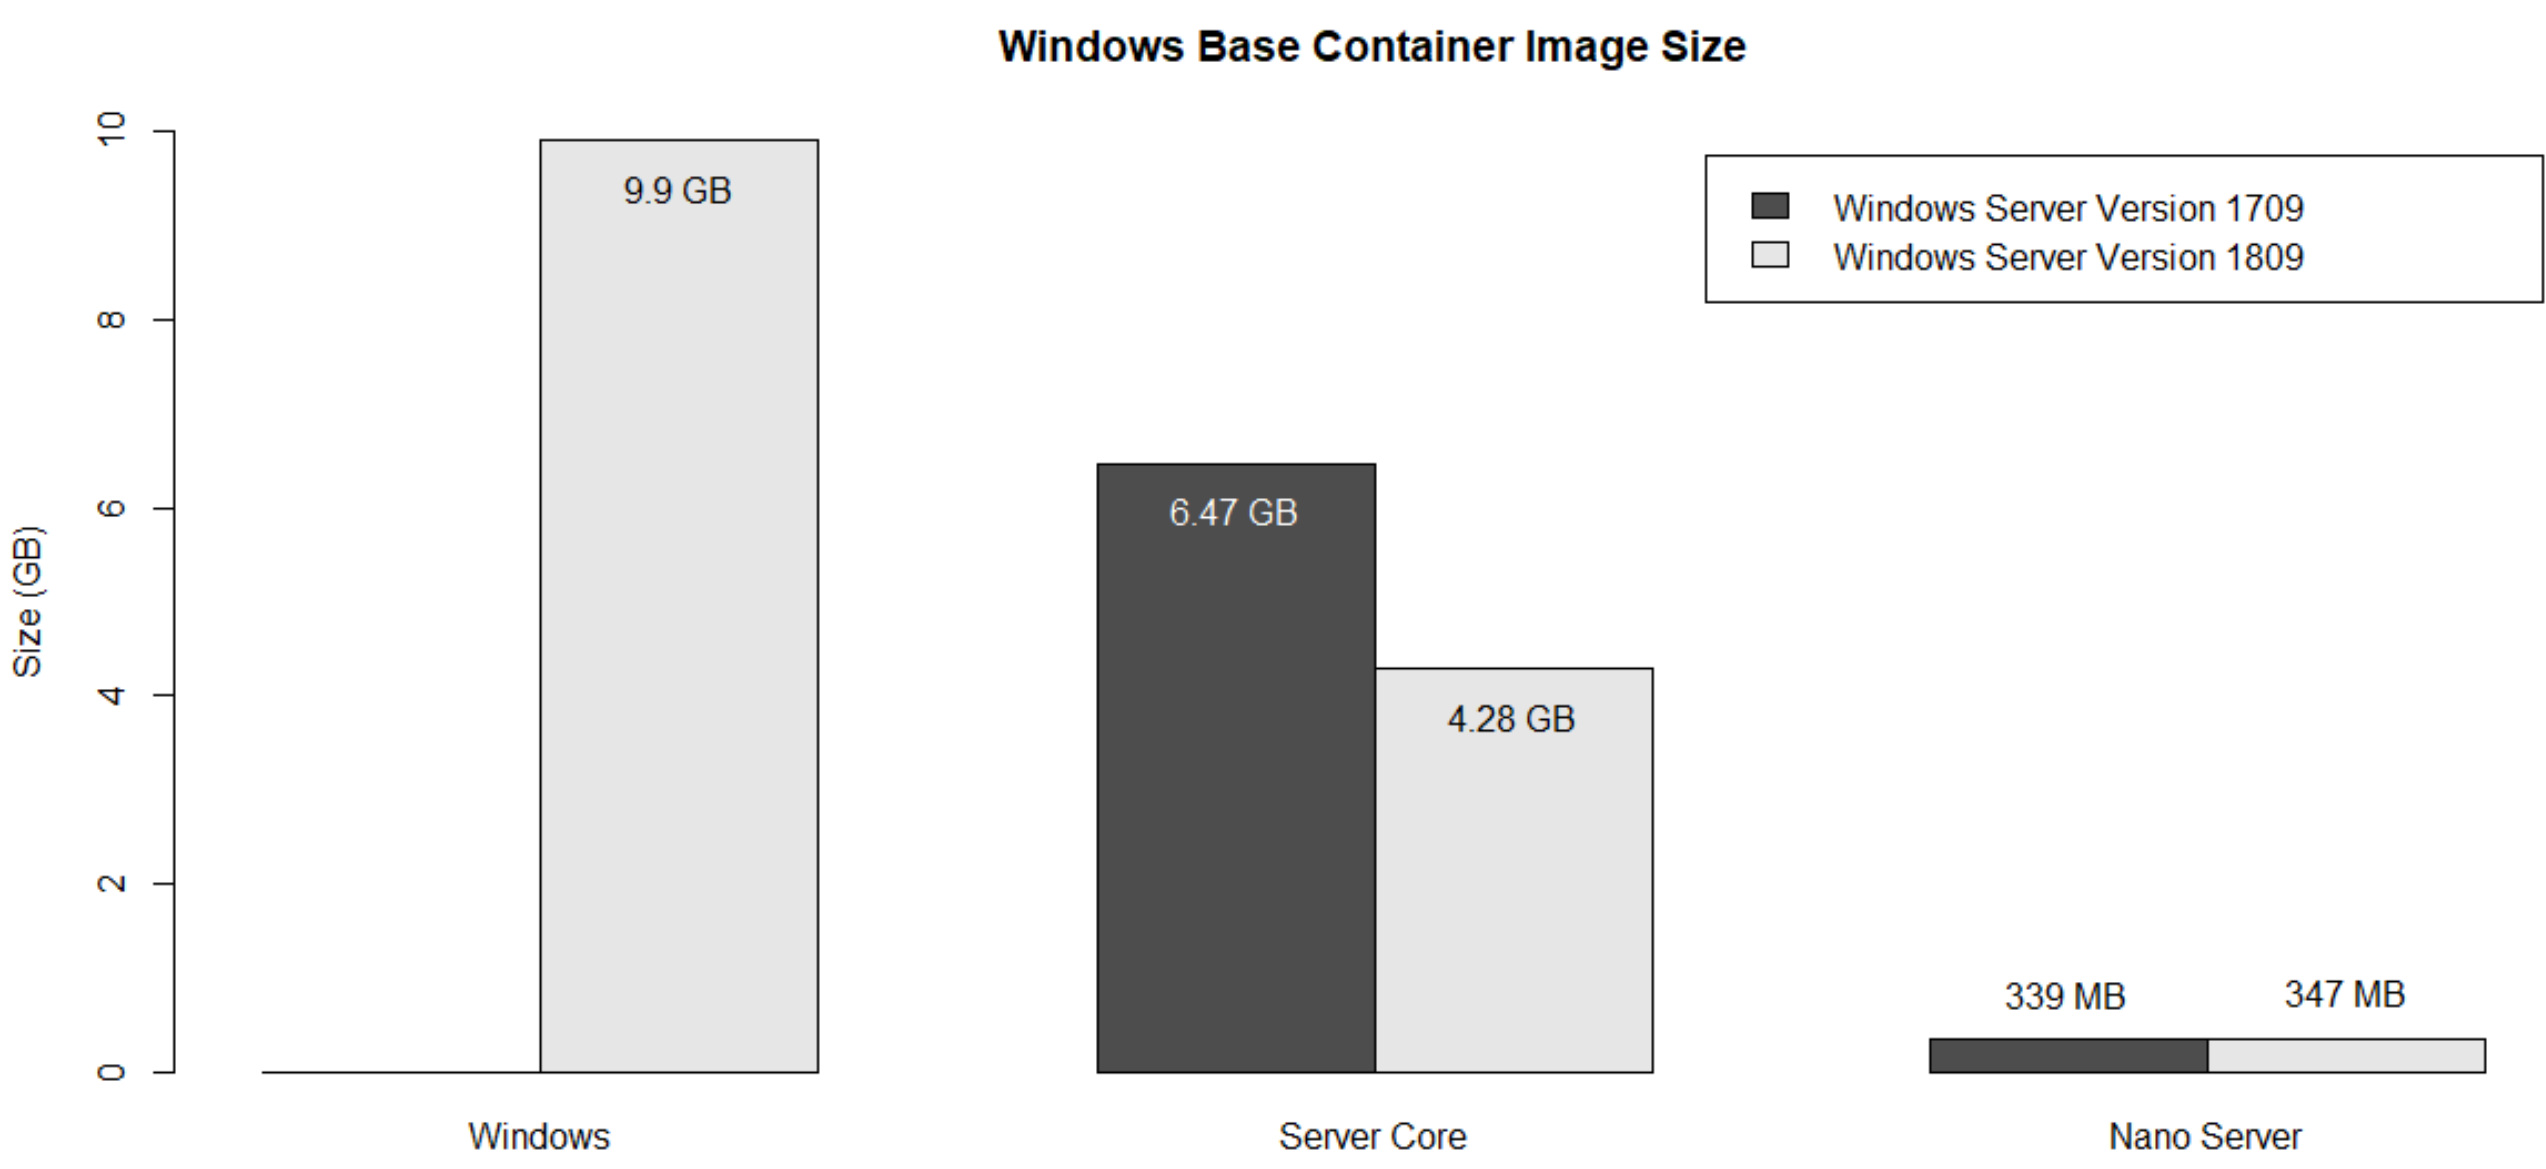 Windows Base Container Image Size
10
8
6
4
2
0
Size (GB)
9.9 GB
6.47 GB
4.28 GB
339 MB
347 MB
Windows Server Version 1709
Windows Server Version 1809
Windows
Server Core
Nano Server